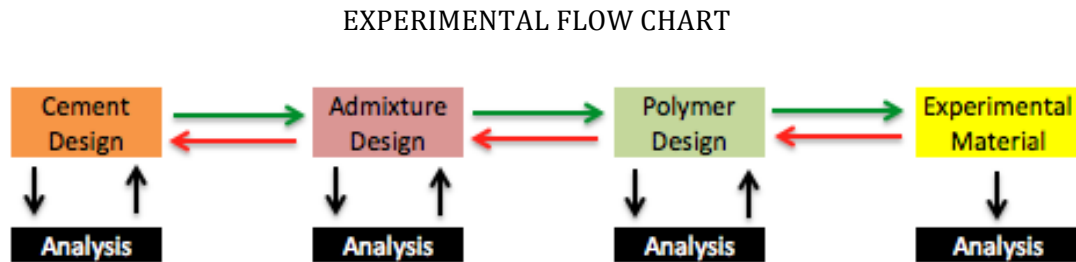 EXPERIMENTAL FLOW CHART
Cement
Design
Admixture
Design
Polymer
Design
Experimental
Material
Analysis
Analysis
Analysis
Analysis